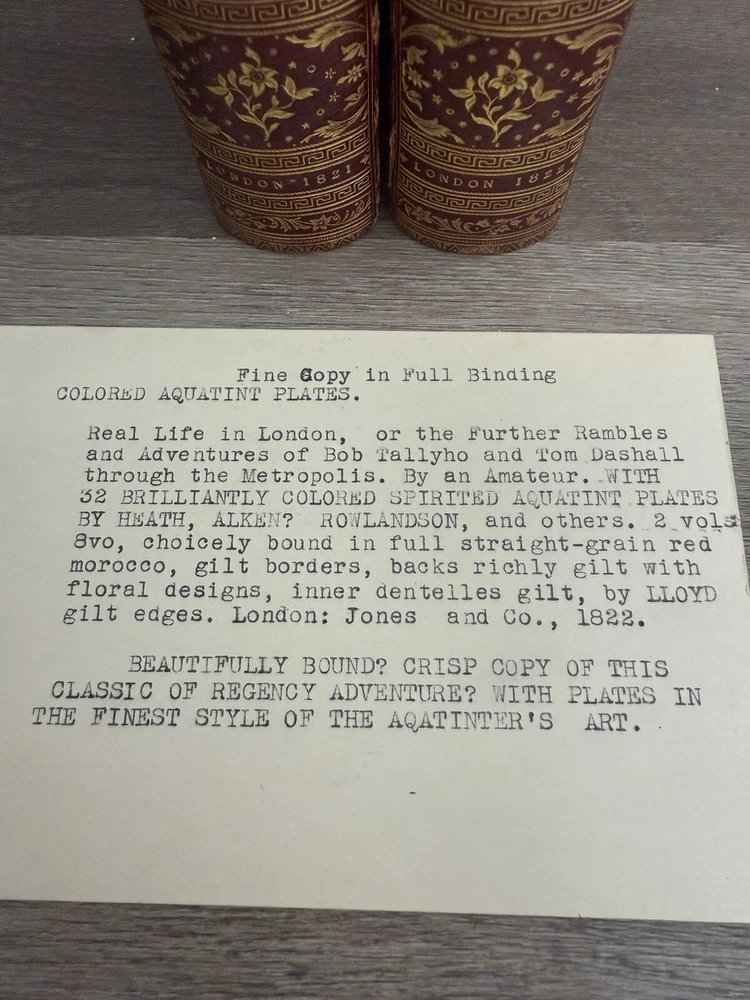 LONDON 1821
LONDON 1822
Fine Copy in Full Binding
COLORED AQUATINT PLATES.
Real Life in London, or the Further Rambles
and Adventures of Bob Tallyho and Tom Dashall
through the Metropolis. By an Amateur. WITH
32 BRILLIANTLY COLORED SPIRITED AQUATINT PLATES
BY HEATH, ALKEN? ROWLANDSON, and others. 2 vols
8vo, choicely bound in full straight-grain red
morocco, gilt borders, backs richly gilt with
floral designs, inner dentelles gilt, by LLOYD
gilt edges. London: Jones and Co., 1822.
BEAUTIFULLY BOUND? CRISP COPY OF THIS
CLASSIC OF REGENCY ADVENTURE? WITH PLATES IN
THE FINEST STYLE OF THE AQATINTER'S ART.